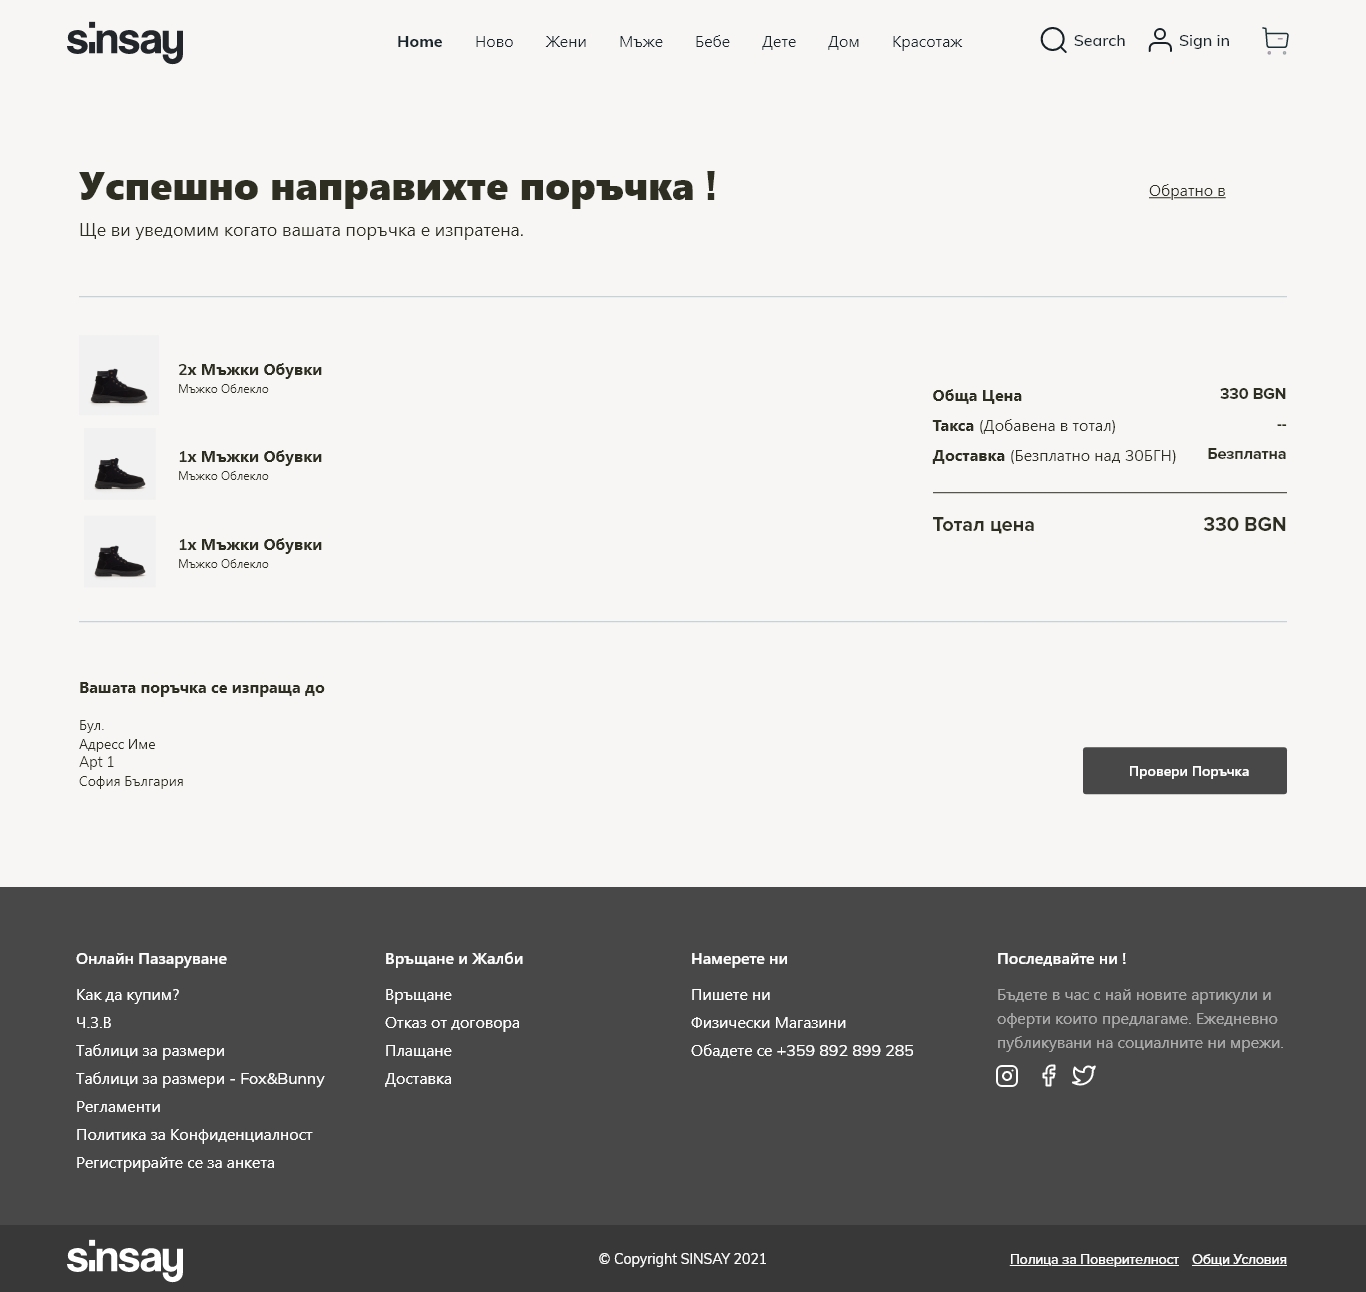 sinsay
Home Ново Жени Мъже Бебе Дете Дом Красотаж Search Sign in
Успешно направихте поръчка !
Обратно в
Ще ви уведомим когато вашата поръчка е изпратена.
2x Мъжки Обувки
Мъжко Облекло
1x Мъжки Обувки
Мъжко Облекло
1x Мъжки Обувки
Мъжко Облекло
Обща Цена 330 BGN
Такса (Добавена в тотал) --
Доставка (Безплатно над 30БГН) Безплатна
Тотал цена 330 BGN
Вашата поръчка се изпраща до
Бул.
Адресс Име
Apt 1
София България
Провери Поръчка
Онлайн Пазаруване
Как да купим?
Ч.З.В
Таблици за размери
Таблици за размери - Fox&Bunny
Регламенти
Политика за Конфиденциалност
Регистрирайте се за анкета
Връщане и Жалби
Връщане
Отказ от договора
Плащане
Доставка
Намерете ни
Пишете ни
Физически Магазини
Обадете се +359 892 899 285
Последвайте ни !
Бъдете в час с най новите артикули и
оферти които предлагаме. Ежедневно
публикувани на социалните ни мрежи.
sinsay
© Copyright SINSAY 2021
Полица за Поверителност Общи Условия